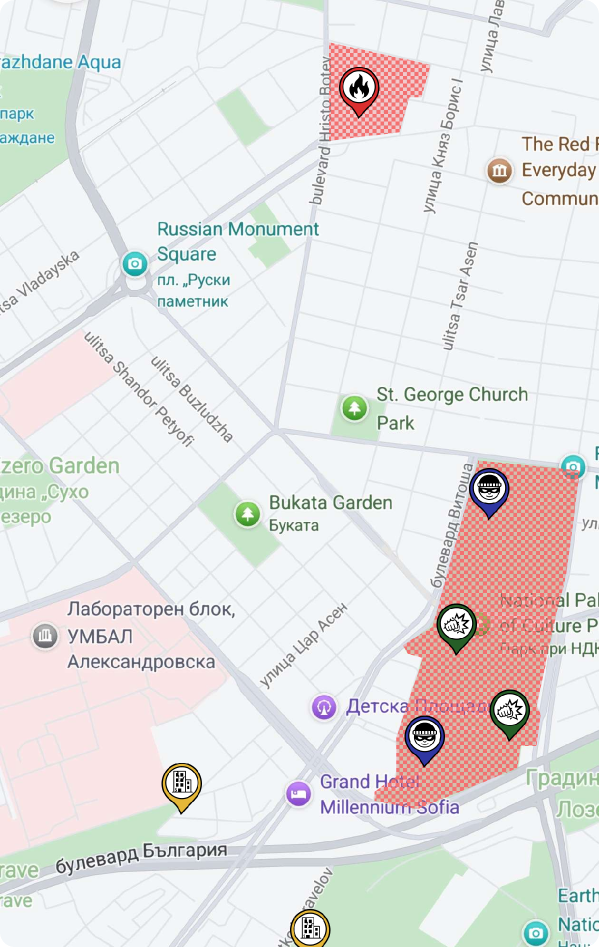 azhdane Aqua
парк
аждане
bulevard Hristo Botev
улица Княз Борис I
улица Лав
The Red F
Everyday
Commun
Russian Monument
Square
пл. „Руски
паметник
tsa Vladayska
ulitsa Tsar Asen
ulitsa Shandor Petyofi
ulitsa Buzludzha
St. George Church
Park
zero Garden
дина „Сухо
езеро
Bukata Garden
Буката
булевард Витоша
ул
Лабораторен блок,
УМБАЛ
Александровска
улица Цар Асен
National Pal
of Culture P
Парк при НДК
Детска Площад
Grand Hotel
Millennium Sofia
Градин
Лозе
булевард България
rave
rave
ravelov
Earth
Natio